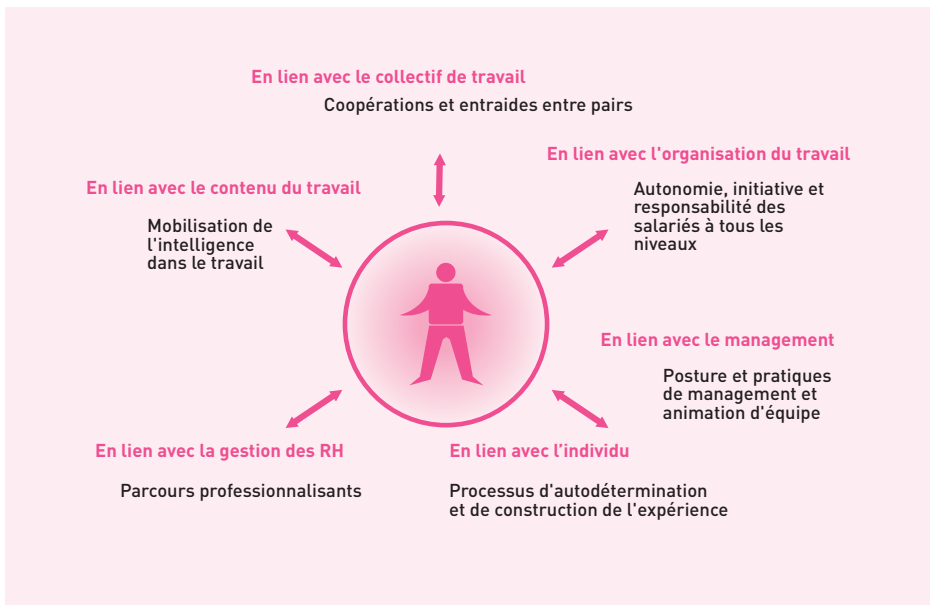 En lien avec le collectif de travail
Coopérations et entraides entre pairs
En lien avec l'organisation du travail
Autonomie, initiative et
responsabilité des
salariés à tous les
niveaux
En lien avec le contenu du travail
Mobilisation de
l'intelligence
dans le travail
En lien avec le management
Posture et pratiques
de management et
animation d'équipe
En lien avec la gestion des RH
Parcours professionnalisants
En lien avec l’individu
Processus d'autodétermination
et de construction de l'expérience